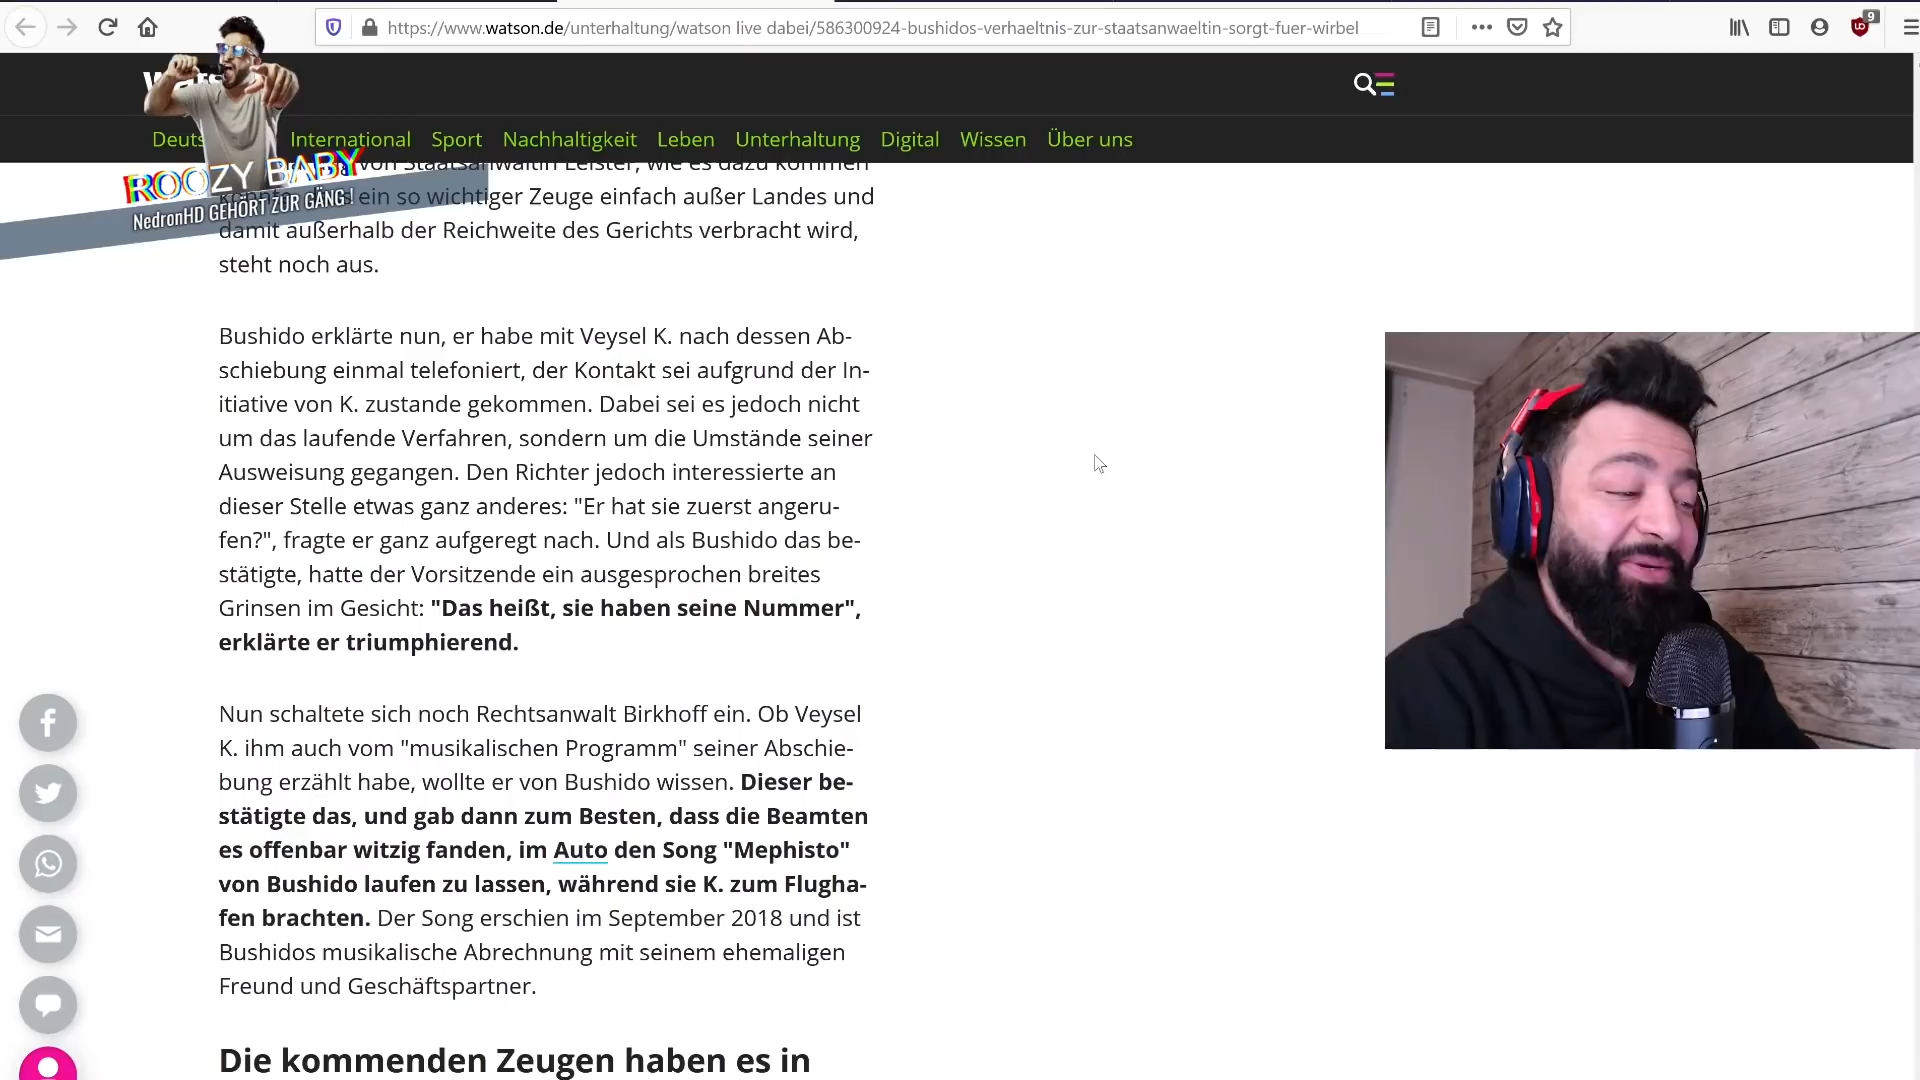 https://www.watson.de/unterhaltung/watson live dabei/586300924-bushidos-verhaeltnis-zur-staatsanwaeltin-sorgt-fuer-wirbel
9
International Sport Nachhaltigkeit Leben Unterhaltung Digital Wissen Über uns
ROOZY BABY
NedronHD GEHÖRT ZUR GÄNG!
von Staatsanwältin Leister, wie es dazu kommen
ein so wichtiger Zeuge einfach außer Landes und
damit außerhalb der Reichweite des Gerichts verbracht wird,
steht noch aus.
Bushido erklärte nun, er habe mit Veysel K. nach dessen Ab-
schiebung einmal telefoniert, der Kontakt sei aufgrund der In-
itiative von K. zustande gekommen. Dabei sei es jedoch nicht
um das laufende Verfahren, sondern um die Umstände seiner
Ausweisung gegangen. Den Richter jedoch interessierte an
dieser Stelle etwas ganz anderes: "Er hat sie zuerst angeru-
fen?", fragte er ganz aufgeregt nach. Und als Bushido das be-
stätigte, hatte der Vorsitzende ein ausgesprochen breites
Grinsen im Gesicht: "Das heißt, sie haben seine Nummer",
erklärte er triumphierend.
Nun schaltete sich noch Rechtsanwalt Birkhoff ein. Ob Veysel
K. ihm auch vom "musikalischen Programm" seiner Abschie-
bung erzählt habe, wollte er von Bushido wissen. Dieser be-
stätigte das, und gab dann zum Besten, dass die Beamten
es offenbar witzig fanden, im Auto den Song "Mephisto"
von Bushido laufen zu lassen, während sie K. zum Flugha-
fen brachten. Der Song erschien im September 2018 und ist
Bushidos musikalische Abrechnung mit seinem ehemaligen
Freund und Geschäftspartner.
Die kommenden Zeugen haben es in